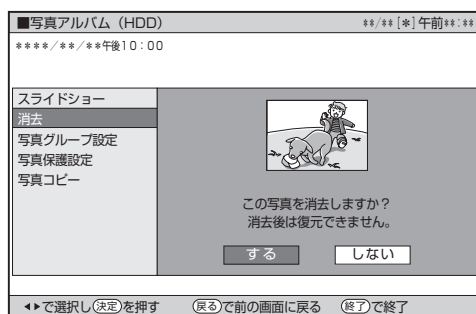 ■写真アルバム（HDD） **/**[*]午前**:**
****/**/**午後10:00
スライドショー
消去
写真グループ設定
写真保護設定
写真コピー
この写真を消去しますか？
消去後は復元できません。
する しない
◀▶で選択し決定を押す 戻るで前の画面に戻る 終了で終了